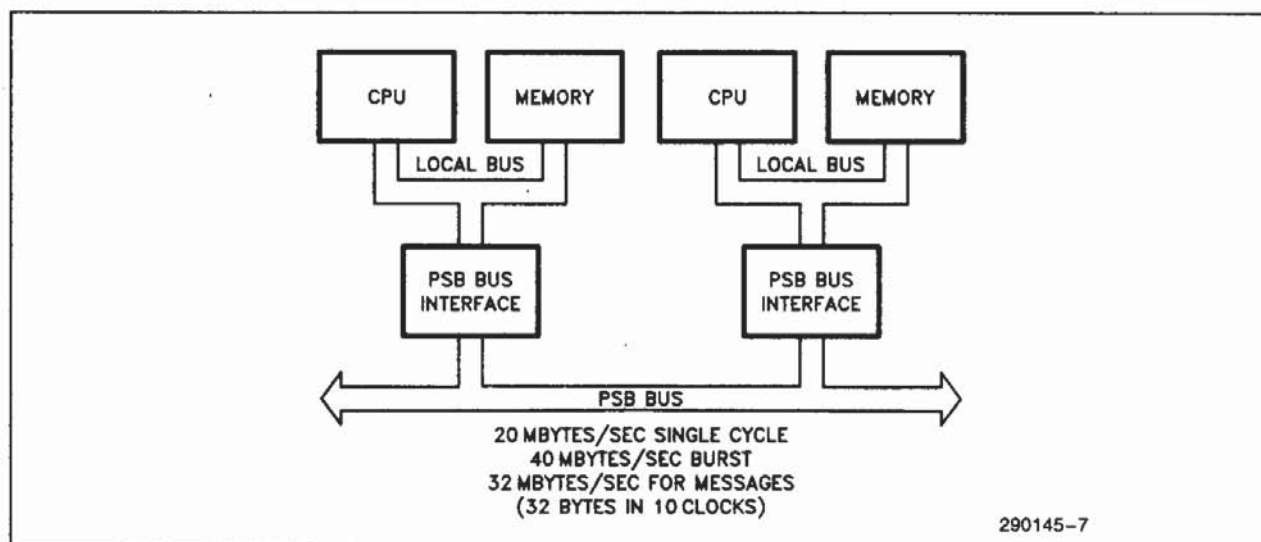 CPU
MEMORY
CPU
MEMORY
LOCAL BUS
LOCAL BUS
PSB BUS
INTERFACE
PSB BUS
INTERFACE
PSB BUS
20 MBYTES/SEC SINGLE CYCLE
40 MBYTES/SEC BURST
32 MBYTES/SEC FOR MESSAGES
(32 BYTES IN 10 CLOCKS)
290145-7